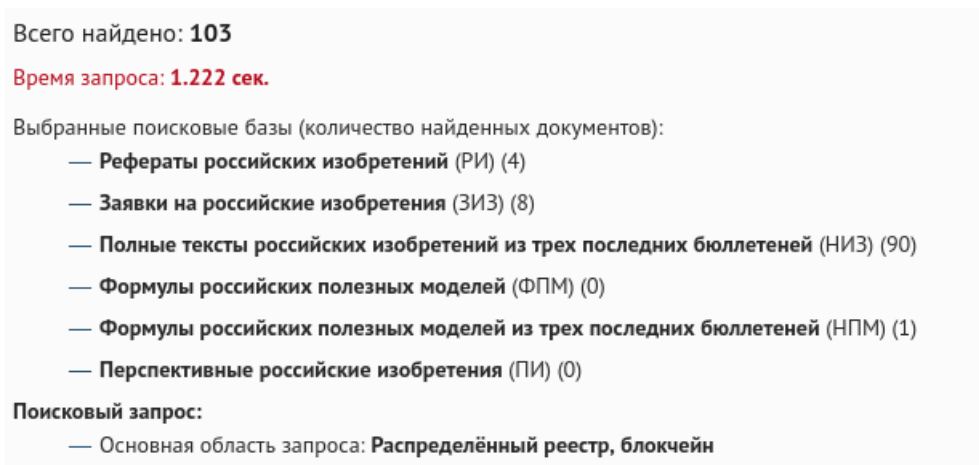 Всего найдено: 103
Время запроса: 1.222 сек.
Выбранные поисковые базы (количество найденных документов):
— Рефераты российских изобретений (РИ) (4)
— Заявки на российские изобретения (ЗИЗ) (8)
— Полные тексты российских изобретений из трех последних бюллетеней (НИЗ) (90)
— Формулы российских полезных моделей (ФПМ) (0)
— Формулы российских полезных моделей из трех последних бюллетеней (НПМ) (1)
— Перспективные российские изобретения (ПИ) (0)
Поисковый запрос:
— Основная область запроса: Распределённый реестр, блокчейн